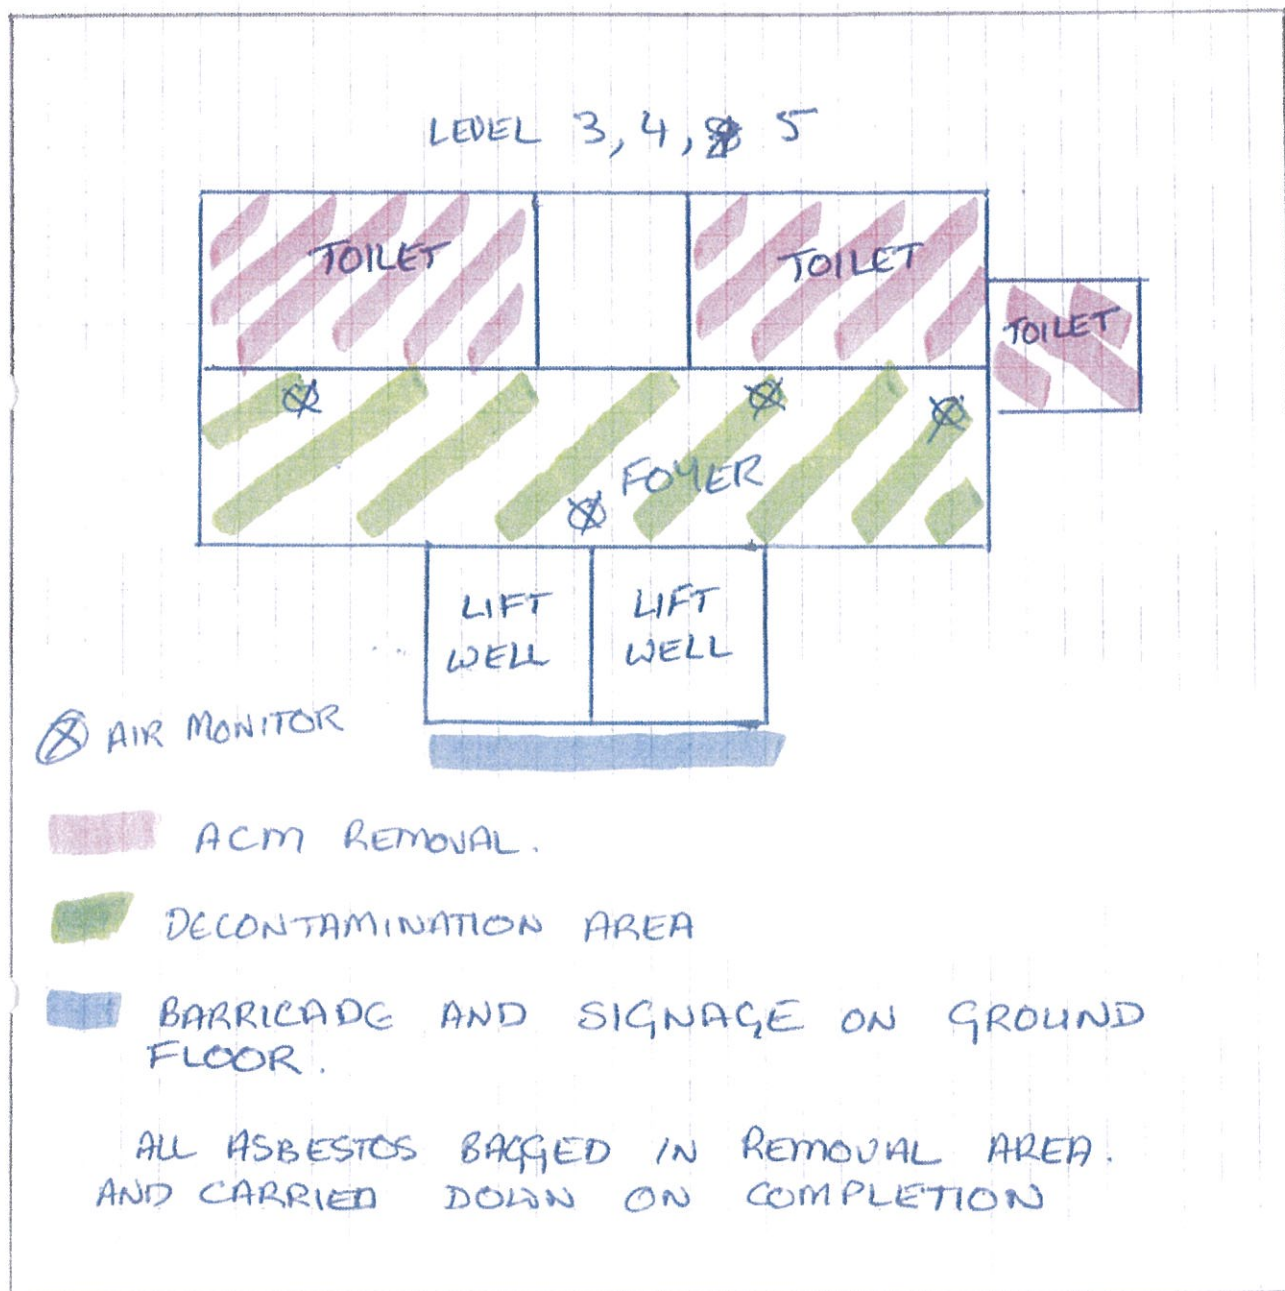 LEVEL 3, 4, 5
TOILET
TOILET
TOILET
FOYER
LIFT
WELL
LIFT
WELL
AIR MONITOR
ACM REMOVAL.
DECONTAMINATION AREA
BARRICADE AND SIGNAGE ON GROUND
FLOOR.
ALL ASBESTOS BAGGED IN REMOVAL AREA.
AND CARRIED DOWN ON COMPLETION